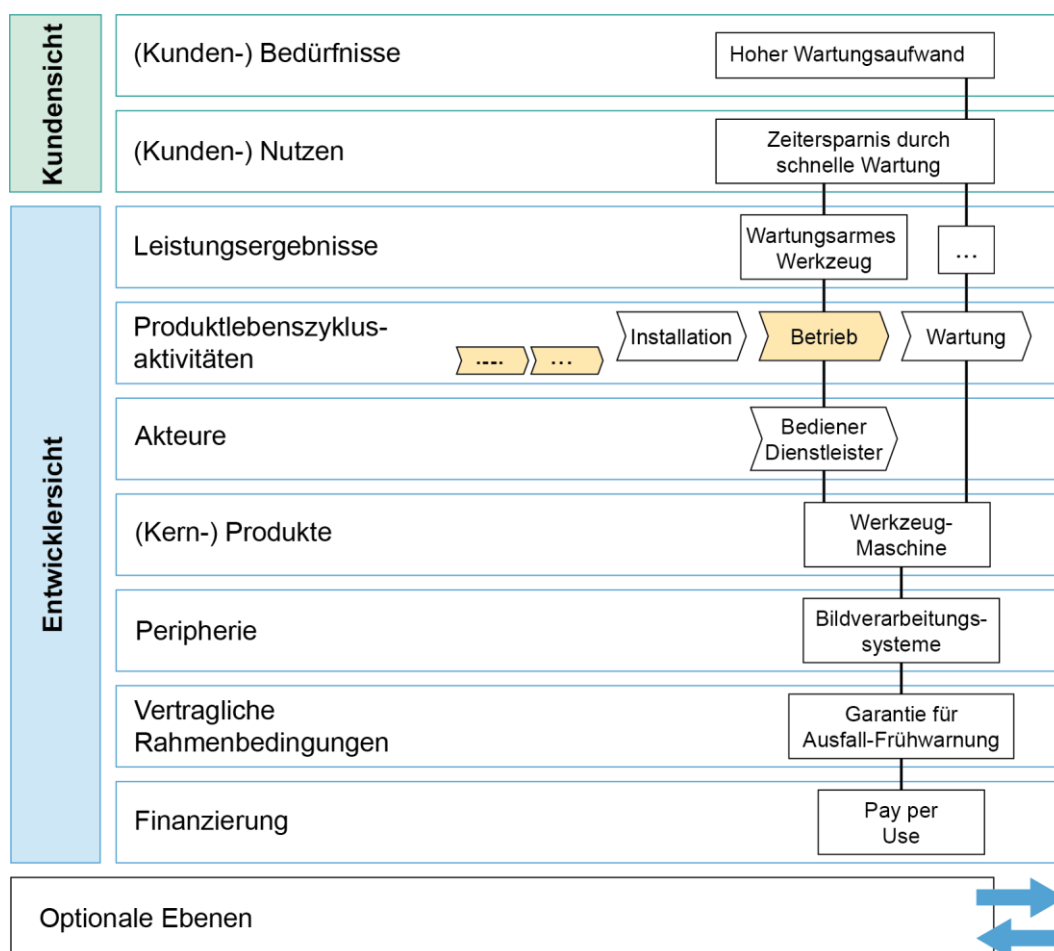 Kundensicht
(Kunden-) Bedürfnisse
Hoher Wartungsaufwand
(Kunden-) Nutzen
Zeitersparnis durch
schnelle Wartung
Entwicklersicht
Leistungsergebnisse
Wartungsarmes
Werkzeug
...
Produktlebenszyklus-
aktivitäten
....
...
Installation
Betrieb
Wartung
Akteure
Bediener
Dienstleister
(Kern-) Produkte
Werkzeug-
Maschine
Peripherie
Bildverarbeitungs-
systeme
Vertragliche
Rahmenbedingungen
Garantie für
Ausfall-Frühwarnung
Finanzierung
Pay per
Use
Optionale Ebenen